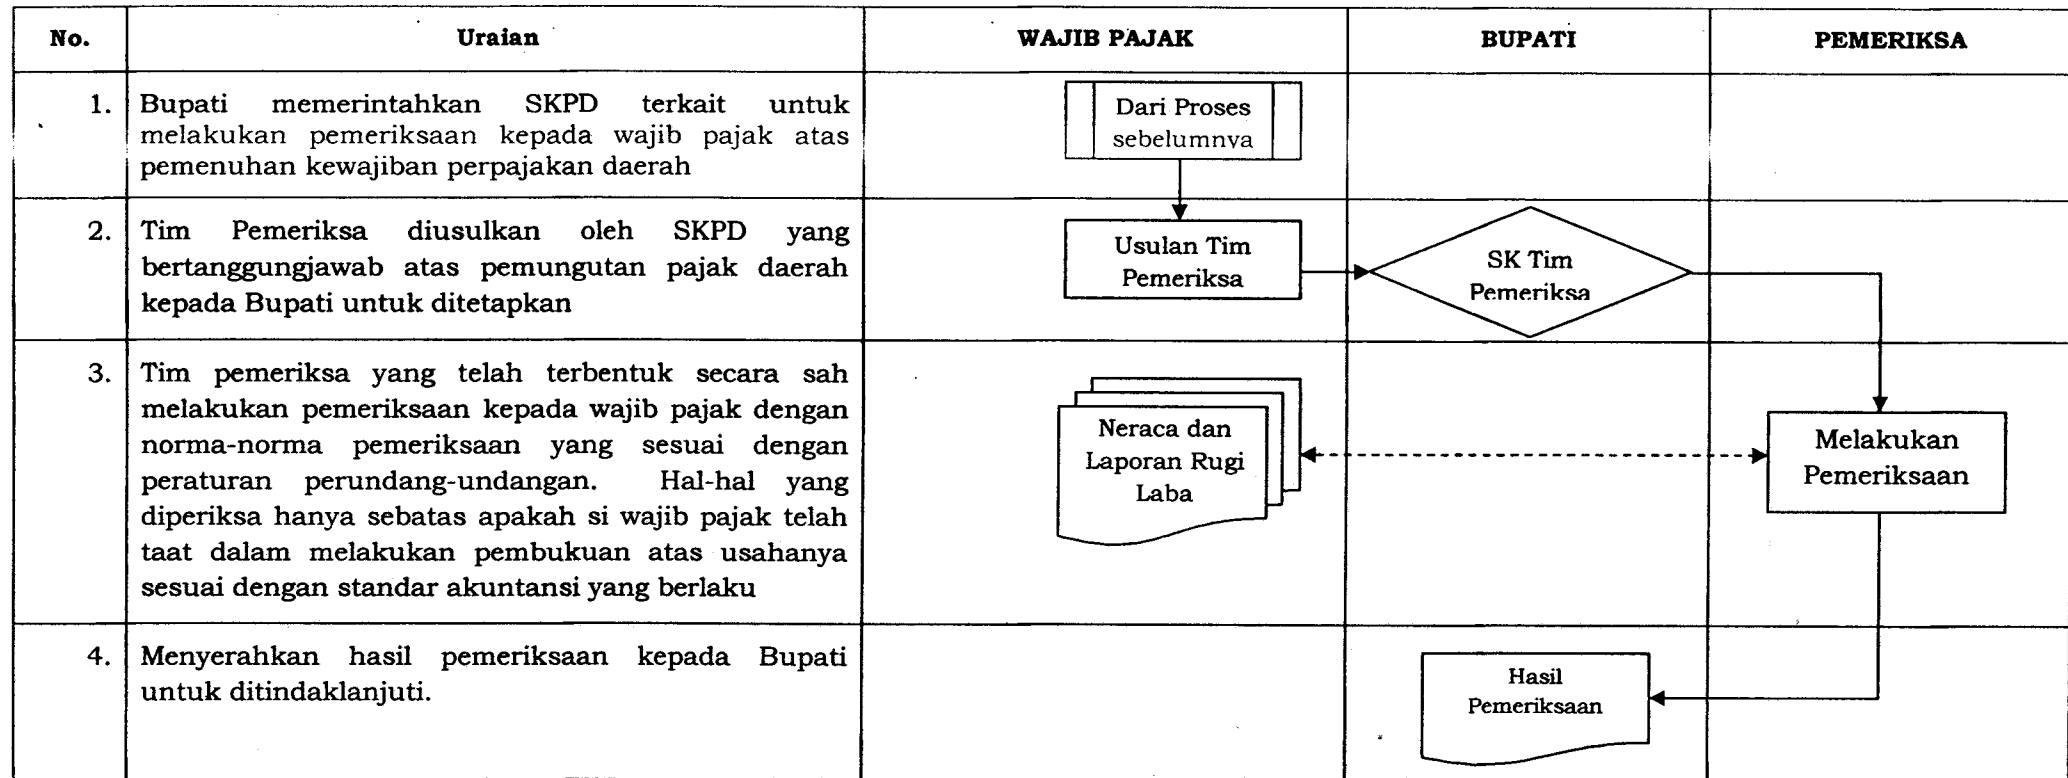 No. Uraian WAJIB PAJAK BUPATI PEMERIKSA
1. Bupati memerintahkan SKPD terkait untuk
melakukan pemeriksaan kepada wajib pajak atas
pemenuhan kewajiban perpajakan daerah
Dari Proses
sebelumnya
2. Tim Pemeriksa diusulkan oleh SKPD yang
bertanggungjawab atas pemungutan pajak daerah
kepada Bupati untuk ditetapkan
Usulan Tim
Pemeriksa
SK Tim
Pemeriksa
3. Tim pemeriksa yang telah terbentuk secara sah
melakukan pemeriksaan kepada wajib pajak dengan
norma-norma pemeriksaan yang sesuai dengan
peraturan perundang-undangan. Hal-hal yang
diperiksa hanya sebatas apakah si wajib pajak telah
taat dalam melakukan pembukuan atas usahanya
sesuai dengan standar akuntansi yang berlaku
Neraca dan
Laporan Rugi
Laba
Melakukan
Pemeriksaan
4. Menyerahkan hasil pemeriksaan kepada Bupati
untuk ditindaklanjuti.
Hasil
Pemeriksaan